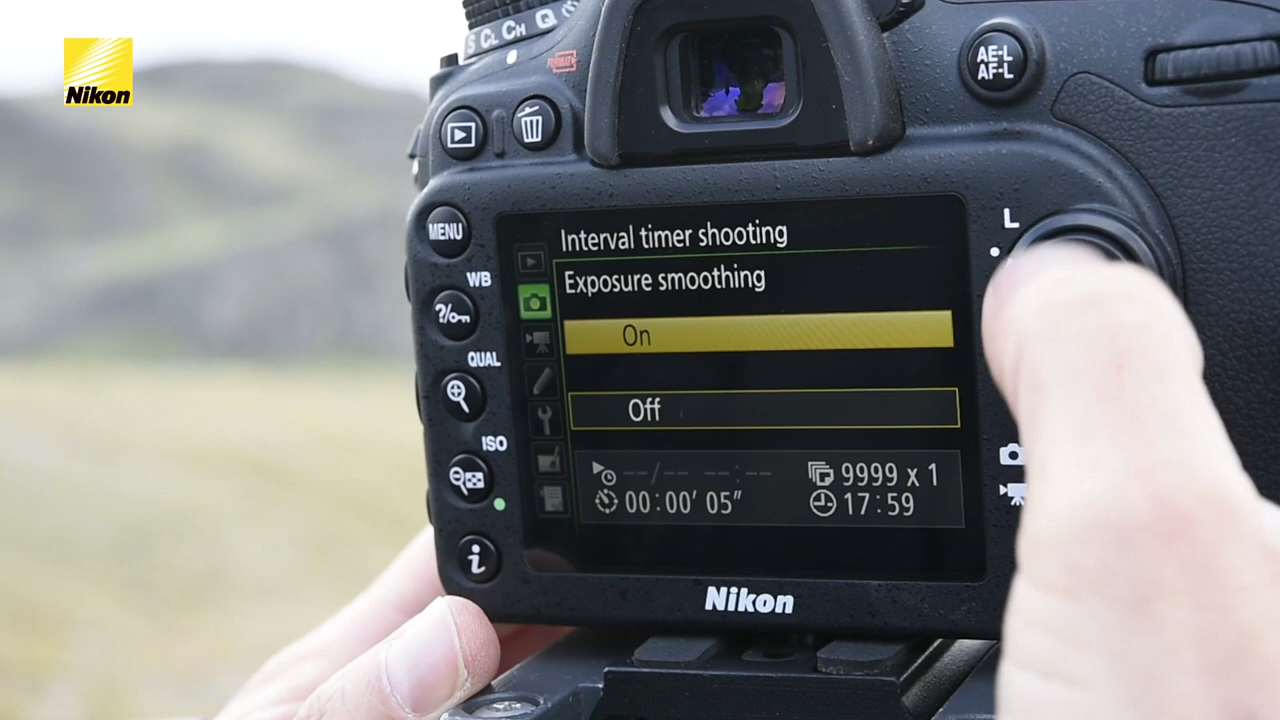 Nikon
S CL CH Q
FORMAT
AE-L
AF-L
MENU
WB
?
QUAL
ISO
i
L
Interval timer shooting
Exposure smoothing
On
Off
--/-- --:--
9999 x 1
00:00' 05"
17:59
Nikon